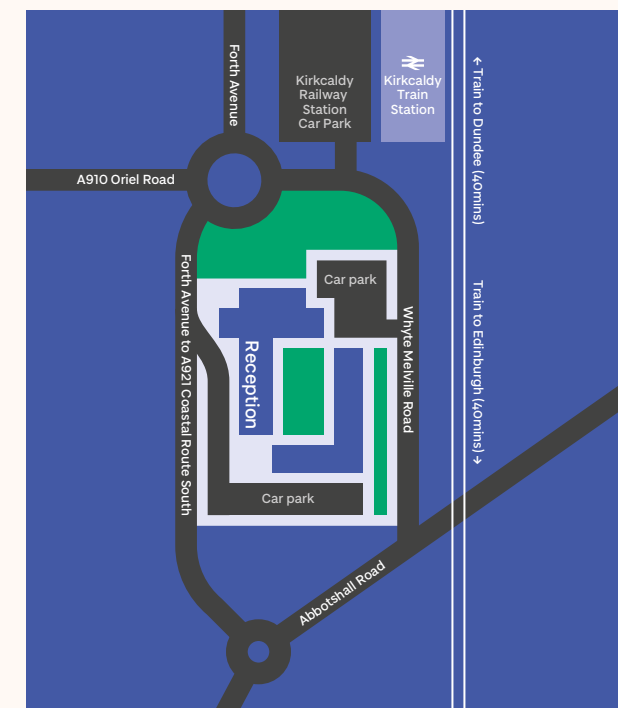 Forth Avenue
Kirkcaldy
Railway
Station
Car Park
Kirkcaldy
Train
Station
← Train to Dundee (40mins)
A910 Oriel Road
Car park
Forth Avenue to A921 Coastal Route South
Reception
Whyte Melville Road
Train to Edinburgh (40mins) →
Car park
Abbotshall Road